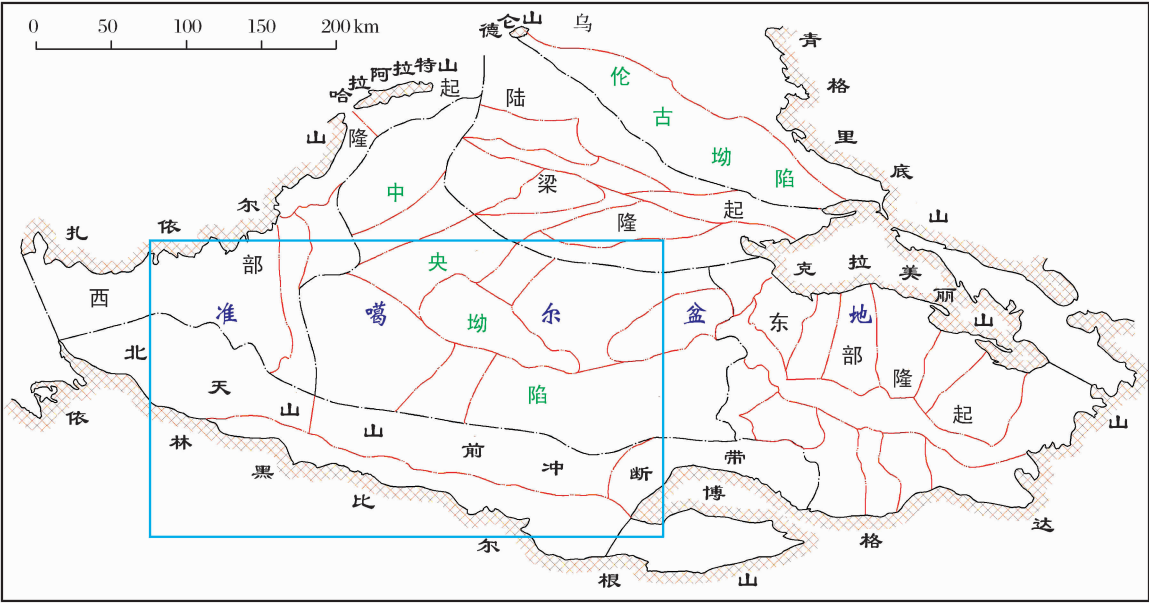 0 50 100 150 200 km
德仑山
哈拉阿拉特山
扎依尔山
青格里底山
克拉美丽山
乌伦古坳陷
陆梁隆起
西北部隆起
中央坳陷
准噶尔盆地
东部隆起
天山山前冲断带
依林黑比尔根山
博格达山